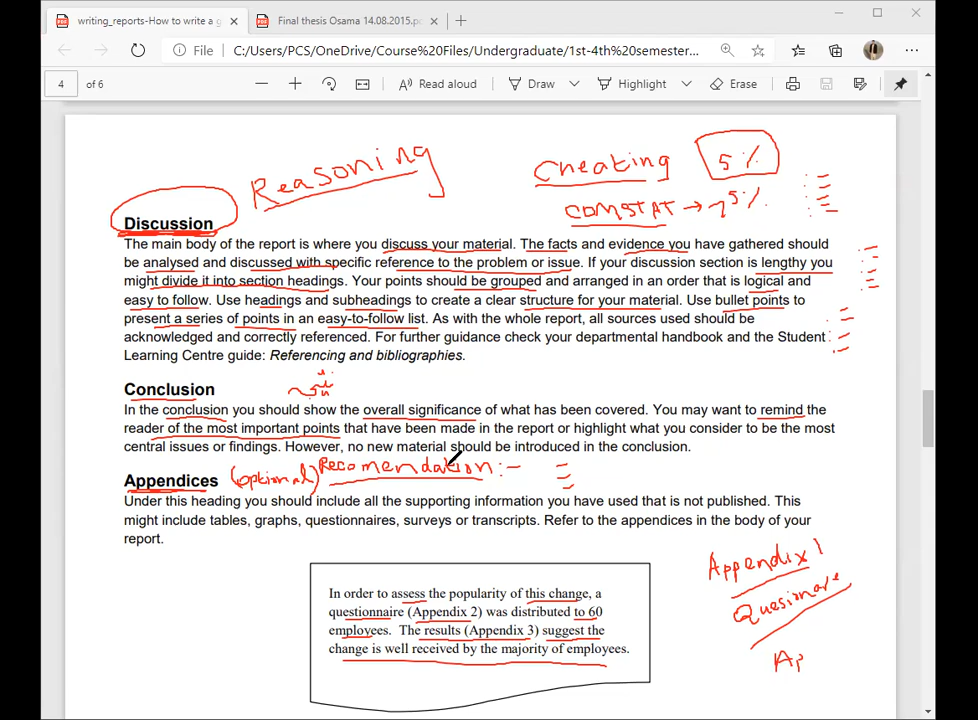 writing_reports-How to write a g
Final thesis Osama 14.08.2015.pdf
File C:/Users/PCS/OneDrive/Course%20Files/Undergraduate/1st-4th%20semester...
4 of 6
Read aloud
Draw
Highlight
Erase
Reasoning
Cheating 5%
COMSTAT → 75%
Discussion
The main body of the report is where you discuss your material. The facts and evidence you have gathered should
be analysed and discussed with specific reference to the problem or issue. If your discussion section is lengthy you
might divide it into section headings. Your points should be grouped and arranged in an order that is logical and
easy to follow. Use headings and subheadings to create a clear structure for your material. Use bullet points to
present a series of points in an easy-to-follow list. As with the whole report, all sources used should be
acknowledged and correctly referenced. For further guidance check your departmental handbook and the Student
Learning Centre guide: Referencing and bibliographies.
Conclusion
In the conclusion you should show the overall significance of what has been covered. You may want to remind the
reader of the most important points that have been made in the report or highlight what you consider to be the most
central issues or findings. However, no new material should be introduced in the conclusion.
Appendices (optional) Recomendation:-
Under this heading you should include all the supporting information you have used that is not published. This
might include tables, graphs, questionnaires, surveys or transcripts. Refer to the appendices in the body of your
report.
In order to assess the popularity of this change, a
questionnaire (Appendix 2) was distributed to 60
employees. The results (Appendix 3) suggest the
change is well received by the majority of employees.
Appendix 1
Quesionare
Ap